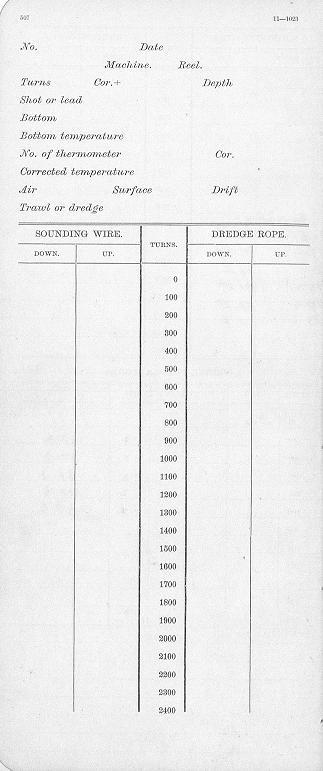 507 11—1023
No. Date
Machine. Reel.
Turns Cor.+ Depth
Shot or lead
Bottom
Bottom temperature
No. of thermometer Cor.
Corrected temperature
Air Surface Drift
Trawl or dredge
SOUNDING WIRE. TURNS. DREDGE ROPE.
DOWN. UP. DOWN. UP.
0
100
200
300
400
500
600
700
800
900
1000
1100
1200
1300
1400
1500
1600
1700
1800
1900
2000
2100
2200
2300
2400